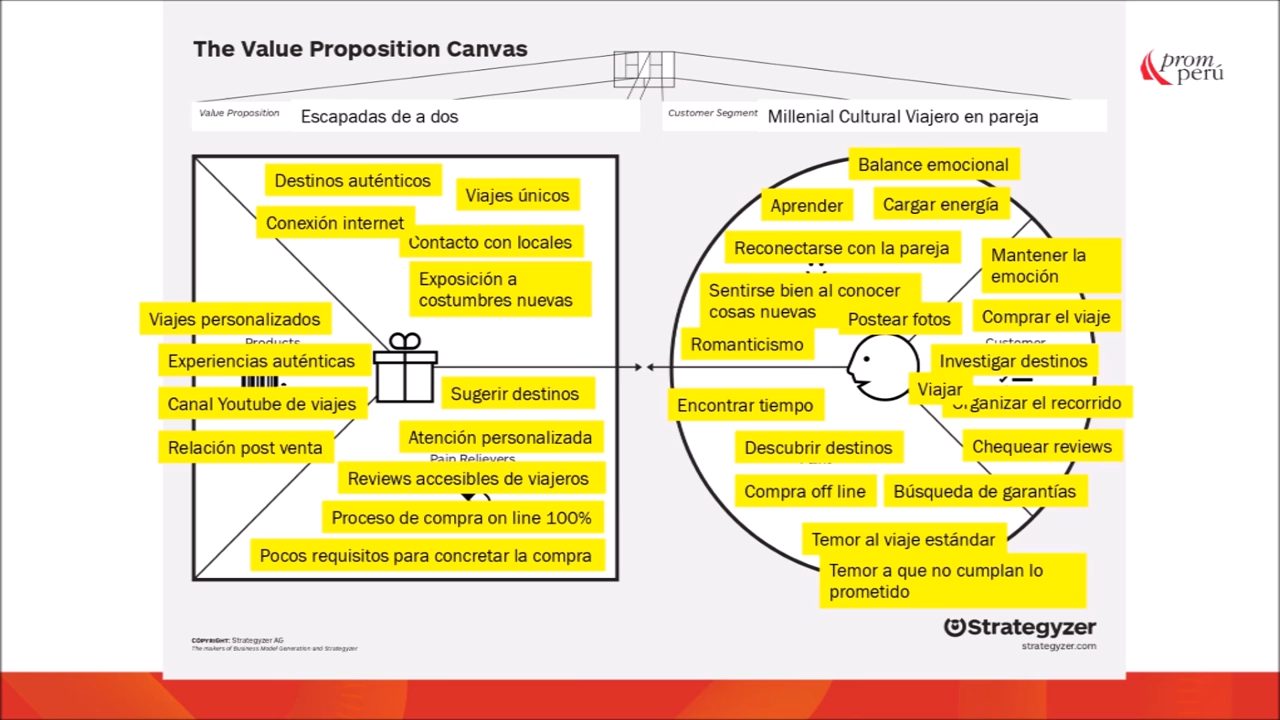 The Value Proposition Canvas
prom
perú
Value Proposition
Escapadas de a dos
Customer Segment
Millenial Cultural Viajero en pareja
Destinos auténticos
Viajes únicos
Conexión internet
Contacto con locales
Exposición a
costumbres nuevas
Viajes personalizados
Products
Experiencias auténticas
Canal Youtube de viajes
Relación post venta
Sugerir destinos
Atención personalizada
Pain Relievers
Reviews accesibles de viajeros
Proceso de compra on line 100%
Pocos requisitos para concretar la compra
Balance emocional
Aprender
Cargar energía
Reconectarse con la pareja
Mantener la
emoción
Sentirse bien al conocer
cosas nuevas
Postear fotos
Comprar el viaje
Romanticismo
Customer
Investigar destinos
Viajar
Organizar el recorrido
Encontrar tiempo
Descubrir destinos
Chequear reviews
Compra off line
Búsqueda de garantías
Temor al viaje estándar
Temor a que no cumplan lo
prometido
COPYRIGHT: Strategyzer AG
The makers of Business Model Generation and Strategyzer
Strategyzer
strategyzer.com